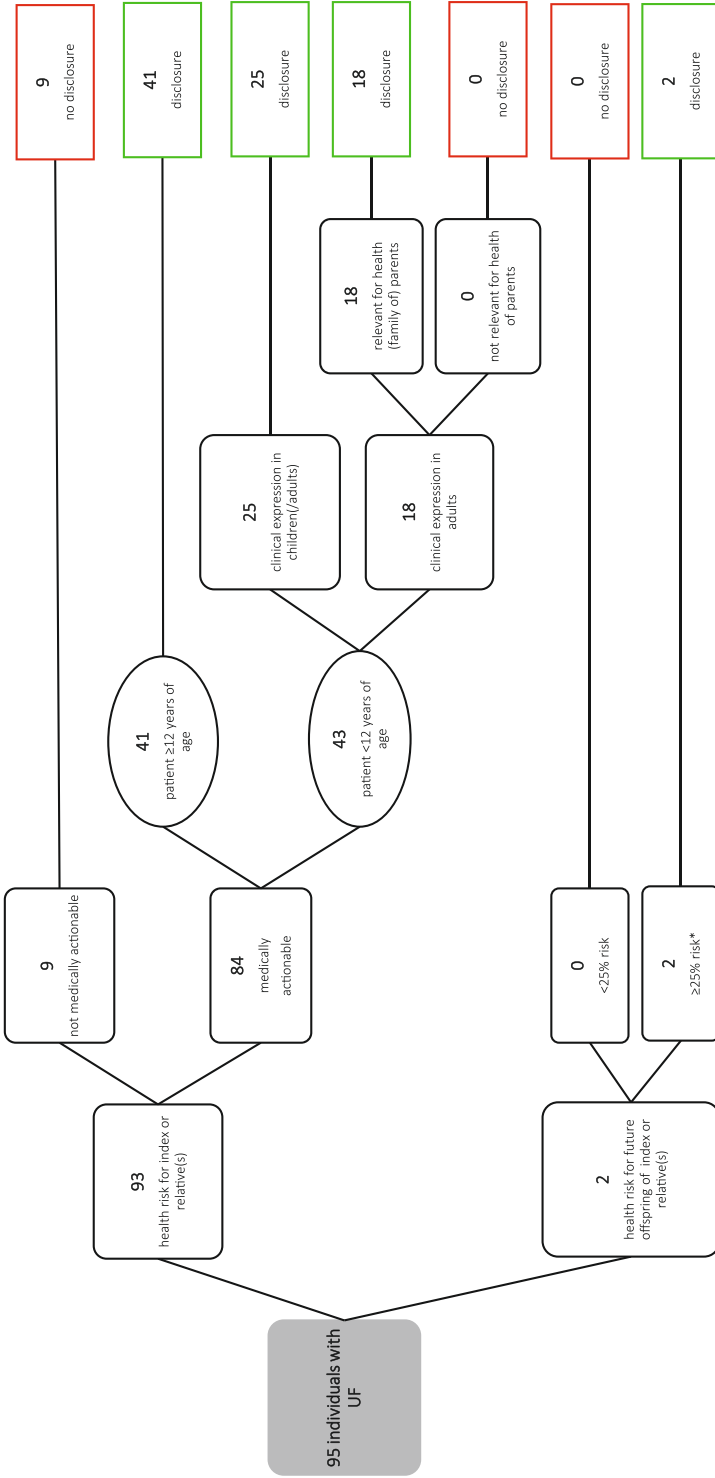 95 individuals with
UF
93
health risk for index or
relative(s)
2
health risk for future
offspring of index or
relative(s)
9
not medically actionable
84
medically
actionable
0
<25% risk
2
≥25% risk*
41
patient ≥12 years of
age
43
patient <12 years of
age
25
clinical expression in
children(/adults)
18
clinical expression in
adults
18
relevant for health
(family of) parents
0
not relevant for health
of parents
9
no disclosure
41
disclosure
25
disclosure
18
disclosure
0
no disclosure
0
no disclosure
2
disclosure